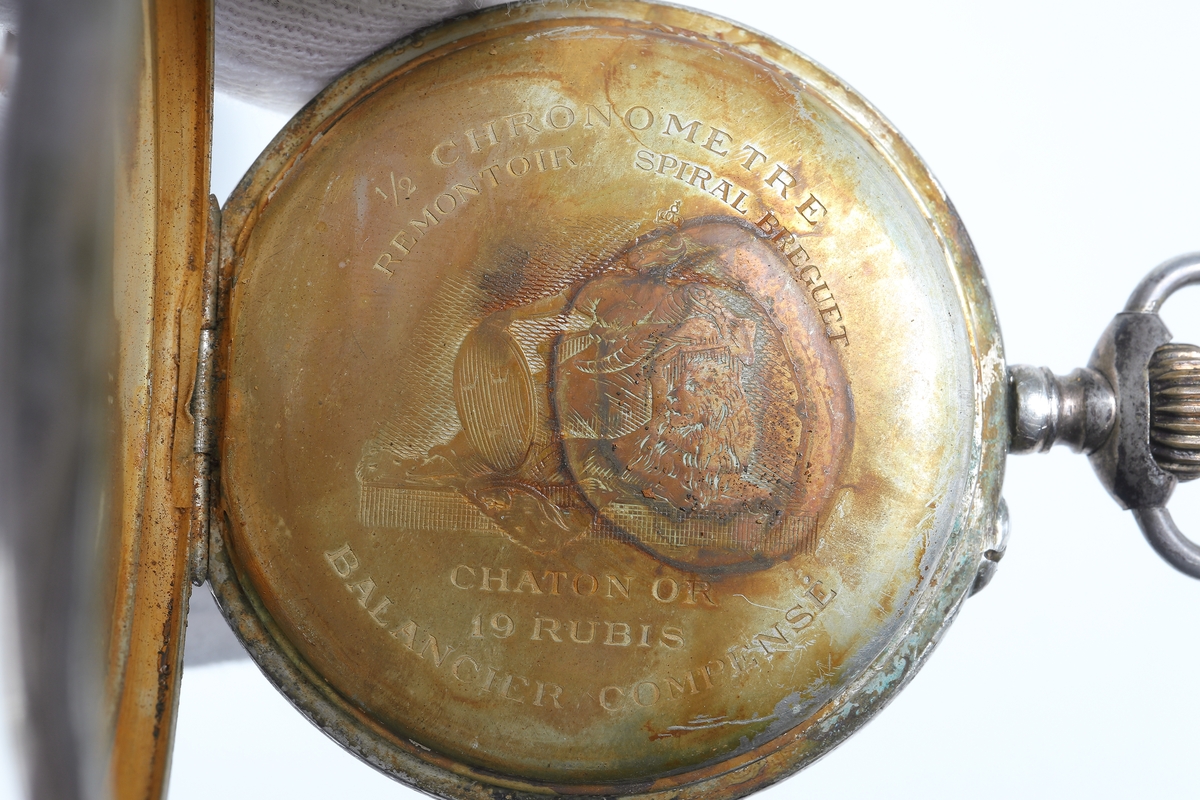 1/2 CHRONOMETRE
REMONTOIR SPIRAL BREGUET
CHATON OR
19 RUBIS
BALANCIER COMPENSÉ